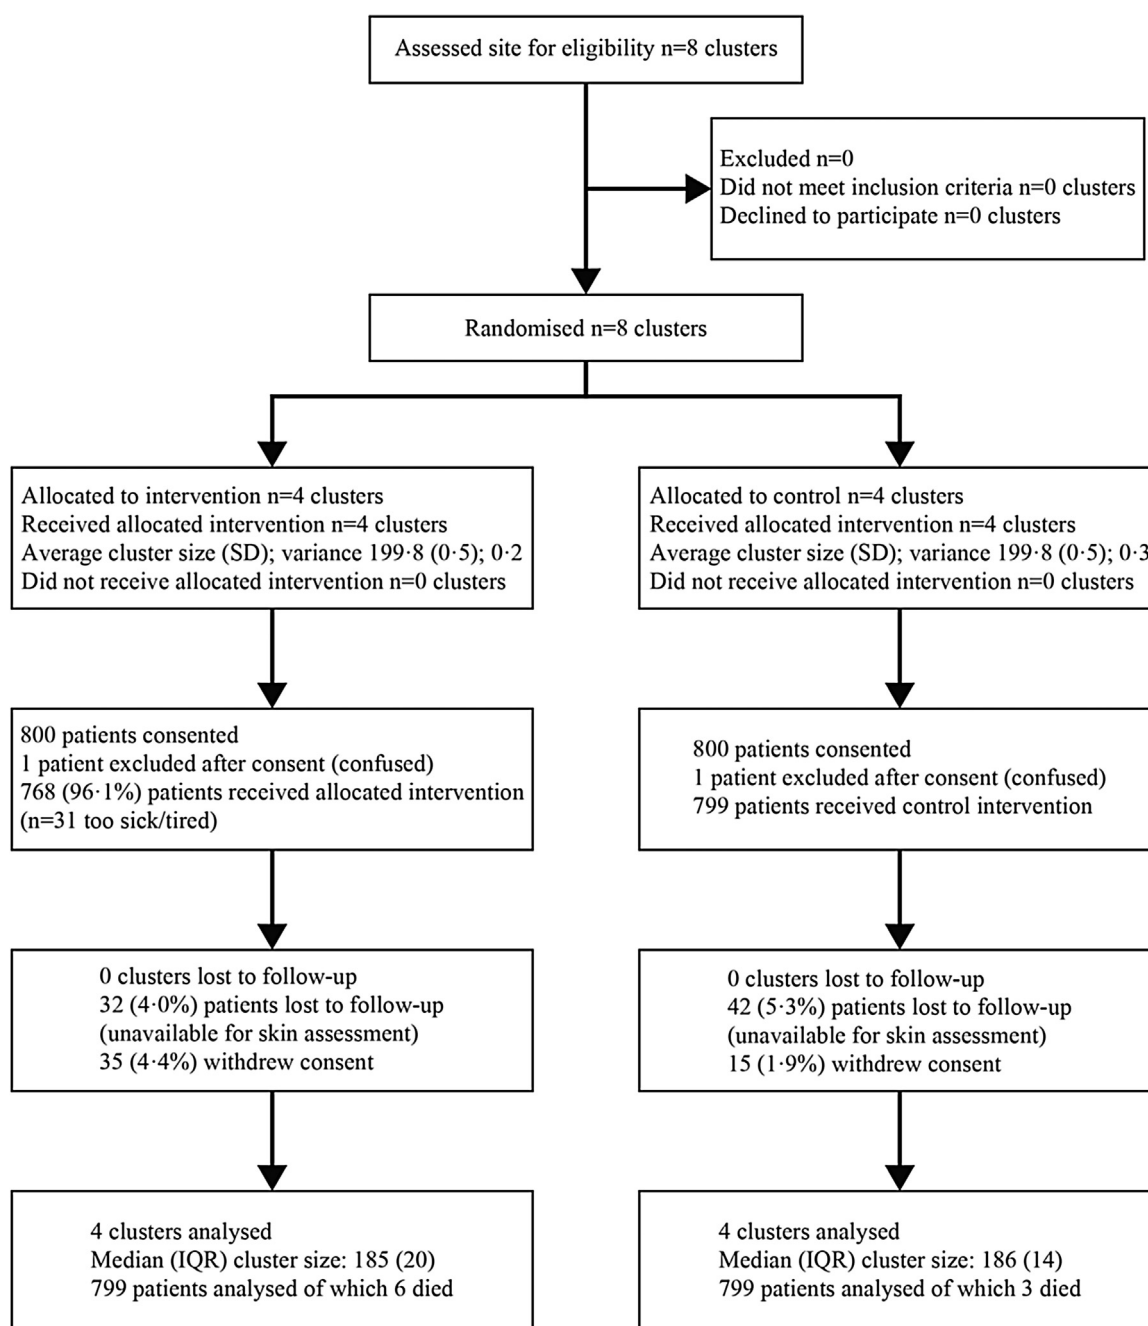 Assessed site for eligibility n=8 clusters
Excluded n=0
Did not meet inclusion criteria n=0 clusters
Declined to participate n=0 clusters
Randomised n=8 clusters
Allocated to intervention n=4 clusters
Received allocated intervention n=4 clusters
Average cluster size (SD); variance 199·8 (0·5); 0·2
Did not receive allocated intervention n=0 clusters
Allocated to control n=4 clusters
Received allocated intervention n=4 clusters
Average cluster size (SD); variance 199·8 (0·5); 0·3
Did not receive allocated intervention n=0 clusters
800 patients consented
1 patient excluded after consent (confused)
768 (96·1%) patients received allocated intervention
(n=31 too sick/tired)
800 patients consented
1 patient excluded after consent (confused)
799 patients received control intervention
0 clusters lost to follow-up
32 (4·0%) patients lost to follow-up
(unavailable for skin assessment)
35 (4·4%) withdrew consent
0 clusters lost to follow-up
42 (5·3%) patients lost to follow-up
(unavailable for skin assessment)
15 (1·9%) withdrew consent
4 clusters analysed
Median (IQR) cluster size: 185 (20)
799 patients analysed of which 6 died
4 clusters analysed
Median (IQR) cluster size: 186 (14)
799 patients analysed of which 3 died